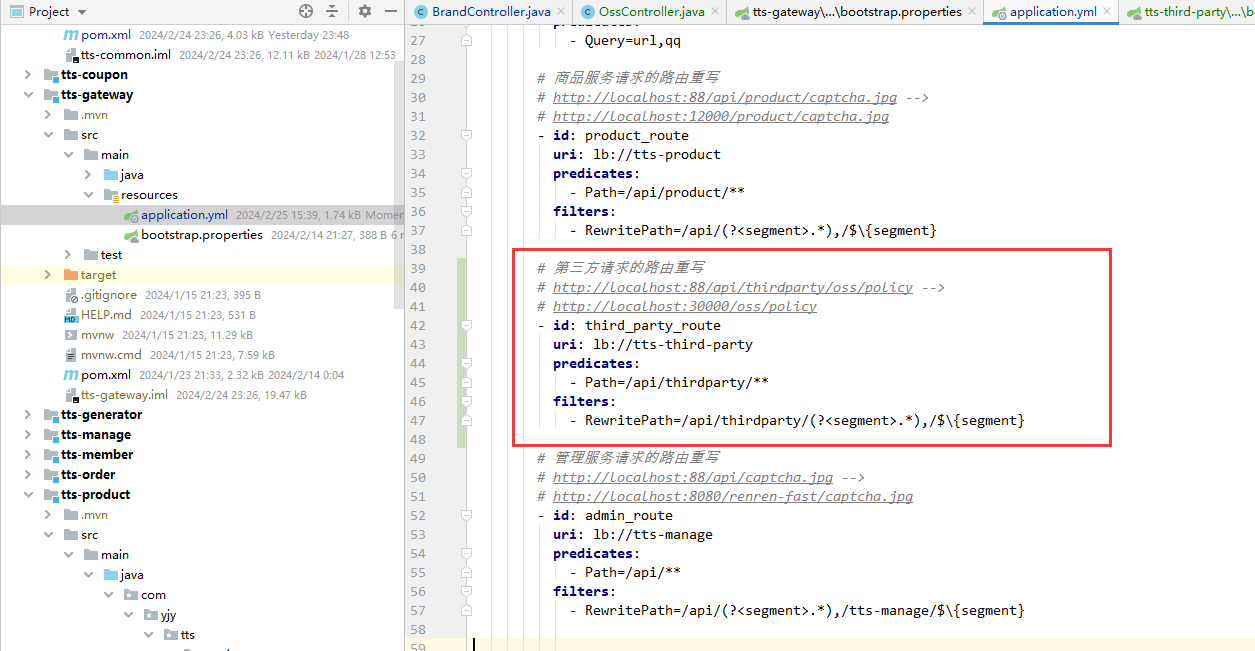 Project
pom.xml 2024/2/24 23:26, 4.03 kB Yesterday 23:48
tts-common.iml 2024/2/24 23:26, 12.11 kB 2024/1/28 12:53
tts-coupon
tts-gateway
.mvn
src
main
java
resources
application.yml 2024/2/25 15:39, 1.74 kB Momen
bootstrap.properties 2024/2/14 21:27, 388 B 6 r
test
target
.gitignore 2024/1/15 21:23, 395 B
HELP.md 2024/1/15 21:23, 531 B
mvnw 2024/1/15 21:23, 11.29 kB
mvnw.cmd 2024/1/15 21:23, 7.59 kB
pom.xml 2024/1/23 21:33, 2.32 kB 2024/2/14 0:04
tts-gateway.iml 2024/2/24 23:26, 19.47 kB
tts-generator
tts-manage
tts-member
tts-order
tts-product
.mvn
src
main
java
com
yjy
tts
BrandController.java OssController.java tts-gateway\...\bootstrap.properties application.yml tts-third-party\...\b
27 - Query=url,qq
28
29 # 商品服务请求的路由重写
30 # http://localhost:88/api/product/captcha.jpg -->
31 # http://localhost:12000/product/captcha.jpg
32 - id: product_route
33 uri: lb://tts-product
34 predicates:
35 - Path=/api/product/**
36 filters:
37 - RewritePath=/api/(?<segment>.*),/$\{segment}
38
39 # 第三方请求的路由重写
40 # http://localhost:88/api/thirdparty/oss/policy -->
41 # http://localhost:30000/oss/policy
42 - id: third_party_route
43 uri: lb://tts-third-party
44 predicates:
45 - Path=/api/thirdparty/**
46 filters:
47 - RewritePath=/api/thirdparty/(?<segment>.*),/$\{segment}
48
49 # 管理服务请求的路由重写
50 # http://localhost:88/api/captcha.jpg -->
51 # http://localhost:8080/renren-fast/captcha.jpg
52 - id: admin_route
53 uri: lb://tts-manage
54 predicates:
55 - Path=/api/**
56 filters:
57 - RewritePath=/api/(?<segment>.*),/tts-manage/$\{segment}
58
59